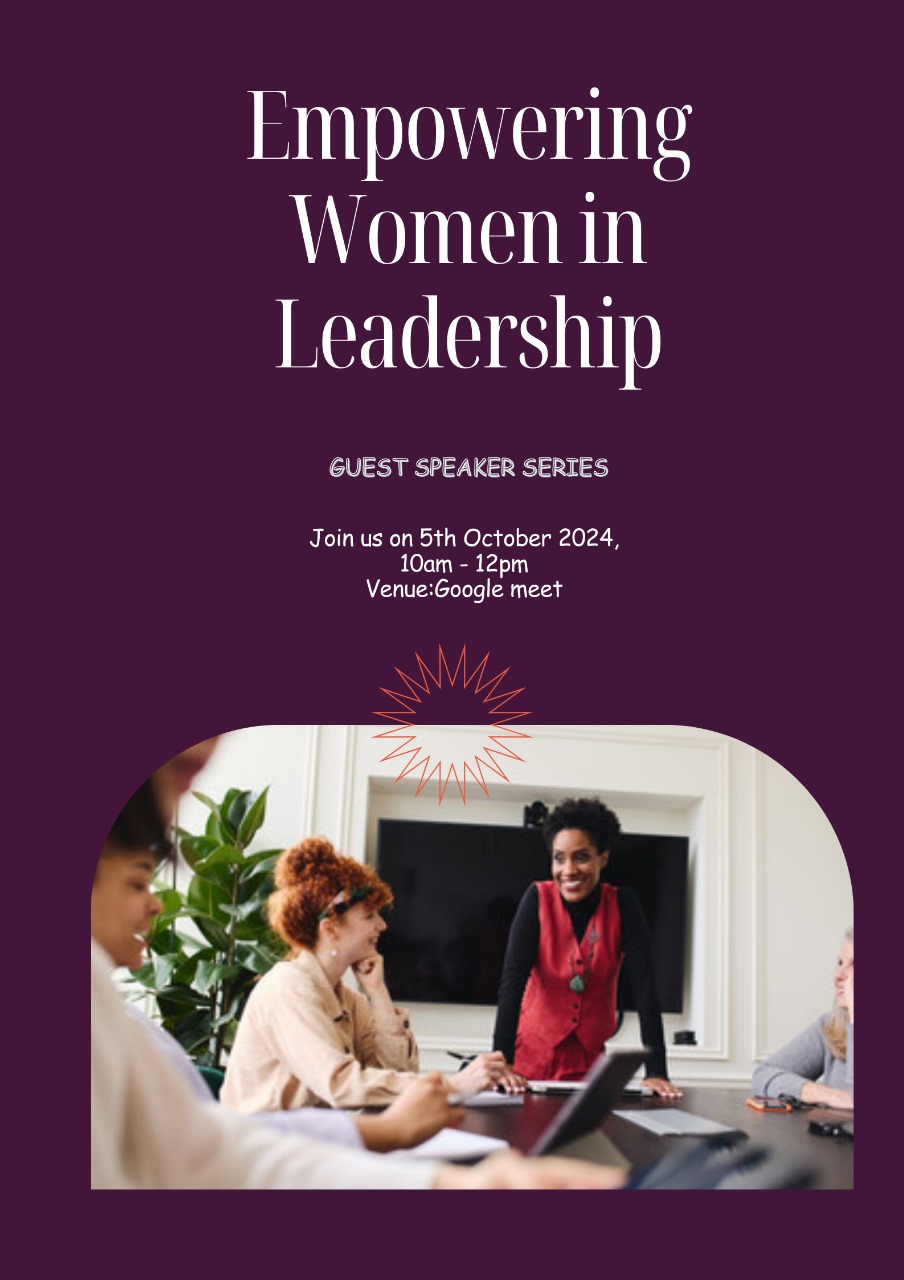 Empowering
Women in
Leadership
GUEST SPEAKER SERIES
Join us on 5th October 2024,
10am - 12pm
Venue:Google meet